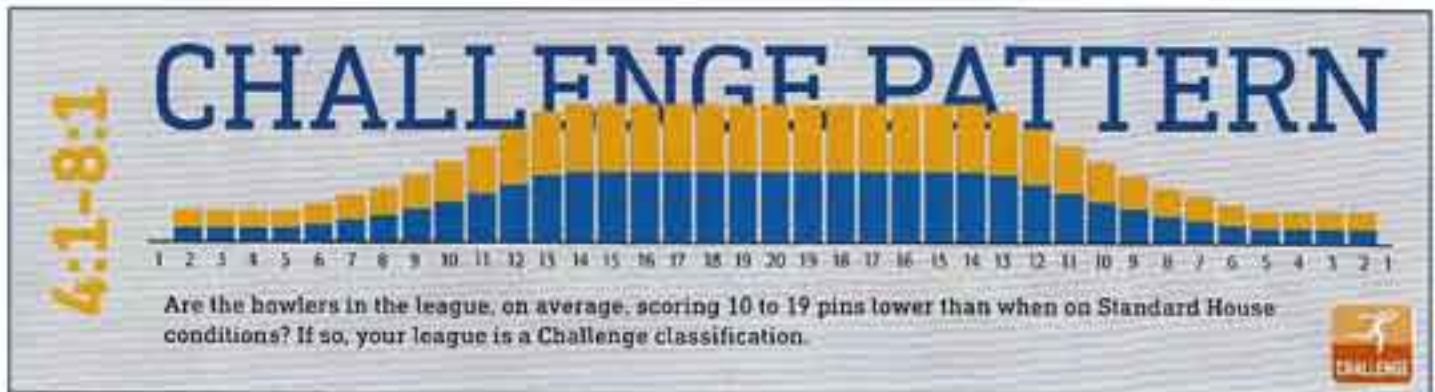 CHALLENGE PATTERN
4:1-8:1
1 2 3 4 5 6 7 8 9 10 11 12 13 14 15 16 17 18 19 20 19 18 17 16 15 14 13 12 11 10 9 8 7 6 5 4 3 2 1
Are the bowlers in the league, on average, scoring 10 to 19 pins lower than when on Standard House
conditions? If so, your league is a Challenge classification.
CHALLENGE